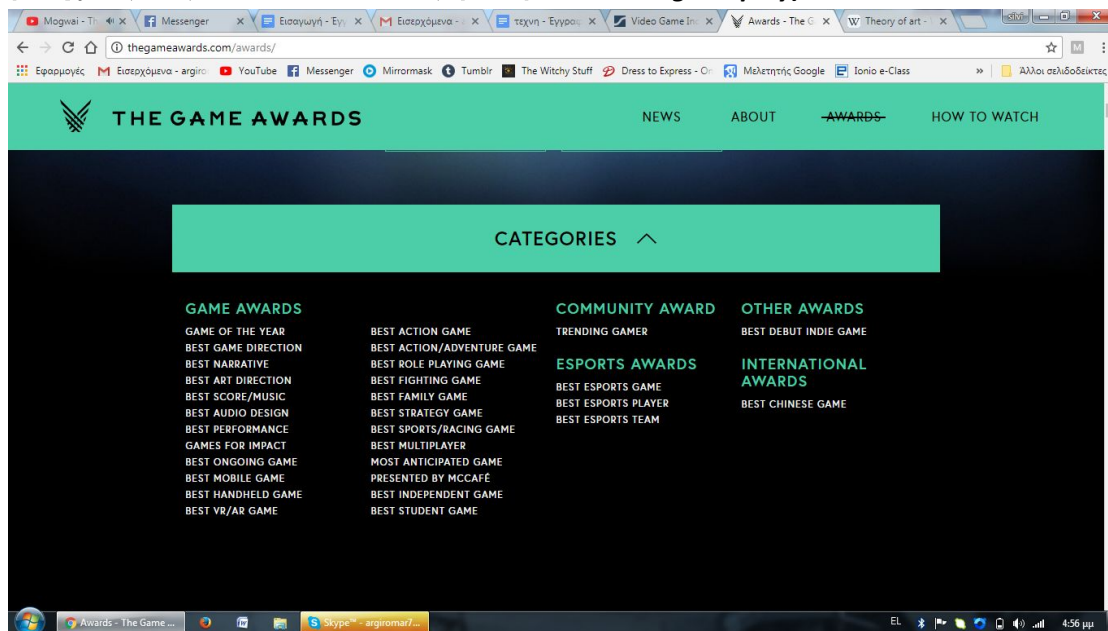 Mogwai - Th
Messenger
Εισαγωγή - Εγγ
Εισερχόμενα -
τεχνη - Εγγραφ
Video Game Inc
Awards - The G
Theory of art -
thegameawards.com/awards/
Εφαρμογές
Εισερχόμενα - argiro
YouTube
Messenger
Mirrormask
Tumblr
The Witchy Stuff
Dress to Express - On
Μελετητής Google
Ionio e-Class
»
Άλλοι σελιδοδείκτες
THE GAME AWARDS
NEWS
ABOUT
AWARDS
HOW TO WATCH
CATEGORIES
GAME AWARDS
GAME OF THE YEAR
BEST GAME DIRECTION
BEST NARRATIVE
BEST ART DIRECTION
BEST SCORE/MUSIC
BEST AUDIO DESIGN
BEST PERFORMANCE
GAMES FOR IMPACT
BEST ONGOING GAME
BEST MOBILE GAME
BEST HANDHELD GAME
BEST VR/AR GAME
BEST ACTION GAME
BEST ACTION/ADVENTURE GAME
BEST ROLE PLAYING GAME
BEST FIGHTING GAME
BEST FAMILY GAME
BEST STRATEGY GAME
BEST SPORTS/RACING GAME
BEST MULTIPLAYER
MOST ANTICIPATED GAME
PRESENTED BY MCCAFÉ
BEST INDEPENDENT GAME
BEST STUDENT GAME
COMMUNITY AWARD
TRENDING GAMER
ESPORTS AWARDS
BEST ESPORTS GAME
BEST ESPORTS PLAYER
BEST ESPORTS TEAM
OTHER AWARDS
BEST DEBUT INDIE GAME
INTERNATIONAL
AWARDS
BEST CHINESE GAME
Awards - The Game ...
Skype™ - argiromar7...
EL
4:56 μμ